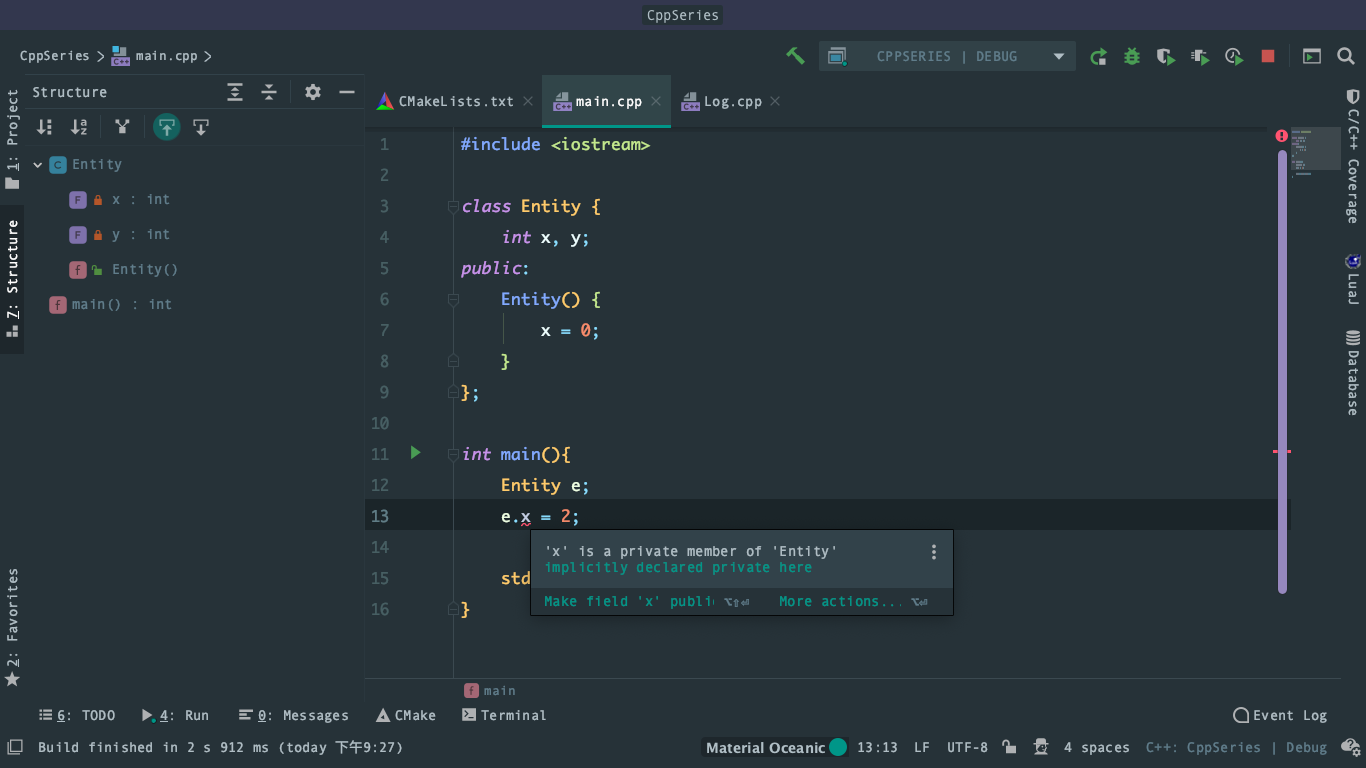 CppSeries
CppSeries main.cpp
CPPSERIES | DEBUG
1: Project
Z: Structure
2: Favorites
Structure
Entity
x : int
y : int
Entity()
main() : int
CMakeLists.txt
main.cpp
Log.cpp
1 #include <iostream>
2
3 class Entity {
4 int x, y;
5 public:
6 Entity() {
7 x = 0;
8 }
9 };
10
11 int main(){
12 Entity e;
13 e.x = 2;
14
15 std
16 }
'x' is a private member of 'Entity'
implicitly declared private here
Make field 'x' publi ⌥⇧⏎ More actions... ⌥⏎
main
C/C++ Coverage
LuaJ
Database
6: TODO 4: Run 0: Messages CMake Terminal Event Log
Build finished in 2 s 912 ms (today 下午9:27) Material Oceanic 13:13 LF UTF-8 4 spaces C++: CppSeries | Debug